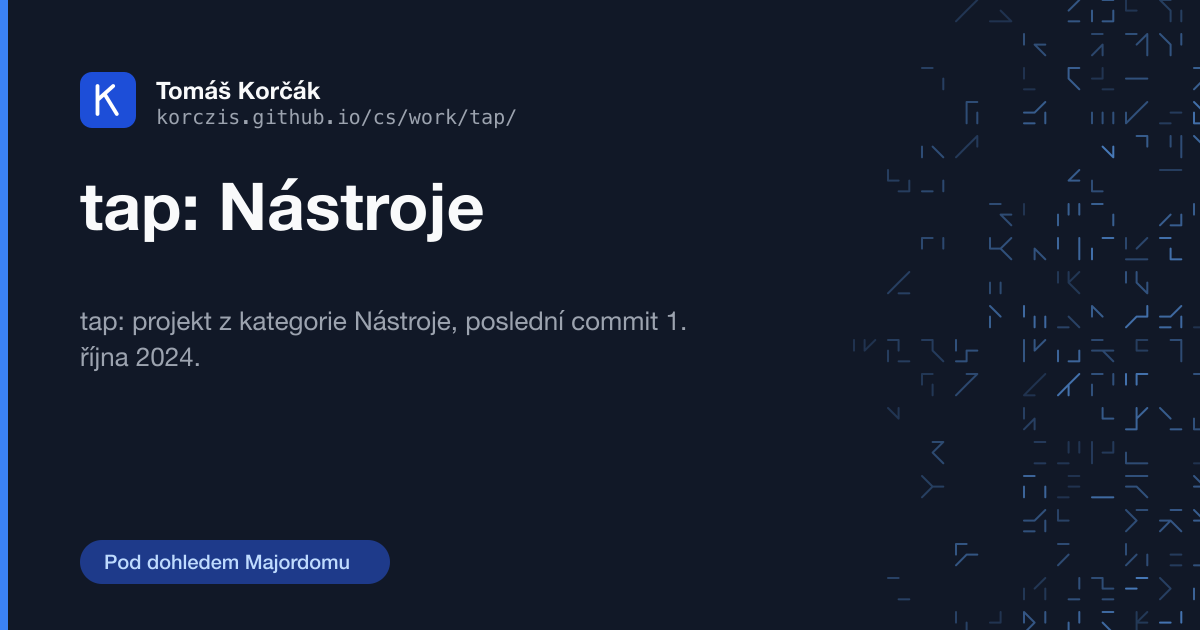 K
Tomáš Korčák
korczis.github.io/cs/work/tap/
tap: Nástroje
tap: projekt z kategorie Nástroje, poslední commit 1.
října 2024.
Pod dohledem Majordomu